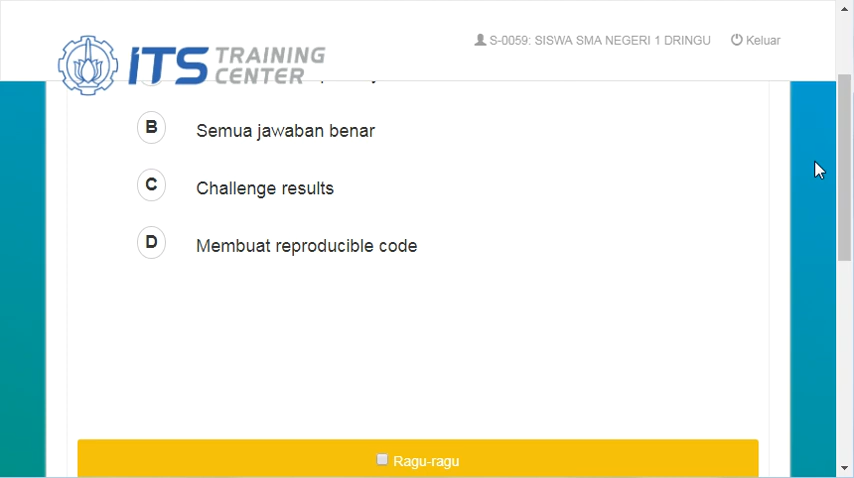 ITS TRAINING CENTER
S-0059: SISWA SMA NEGERI 1 DRINGU
Keluar
B
Semua jawaban benar
C
Challenge results
D
Membuat reproducible code
Ragu-ragu